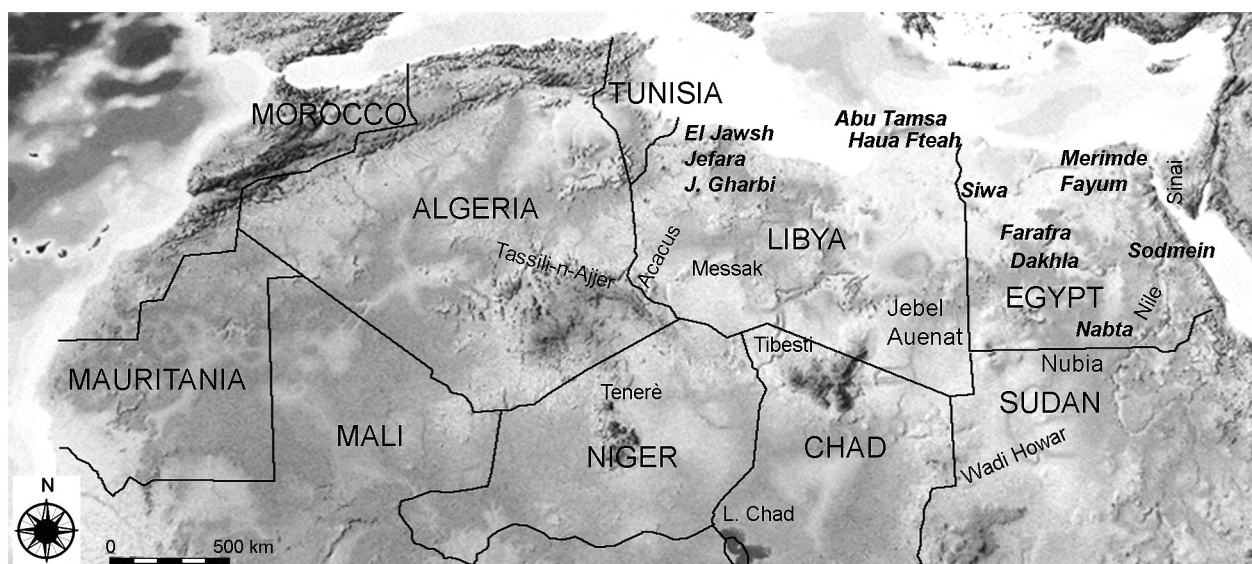 TUNISIA
MOROCCO
Abu Tamsa
Haua Fteah
El Jawsh
Jefara
J. Gharbi
Merimde
Fayum
Sinai
Siwa
ALGERIA
LIBYA
Farafra
Dakhla
Sodmein
Tassili-n-Ajjer
Acacus
Messak
EGYPT
Nile
Jebel
Auenat
Nabta
Tibesti
Nubia
MAURITANIA
Tenerè
SUDAN
MALI
NIGER
CHAD
Wadi Howar
L. Chad
N
0 500 km